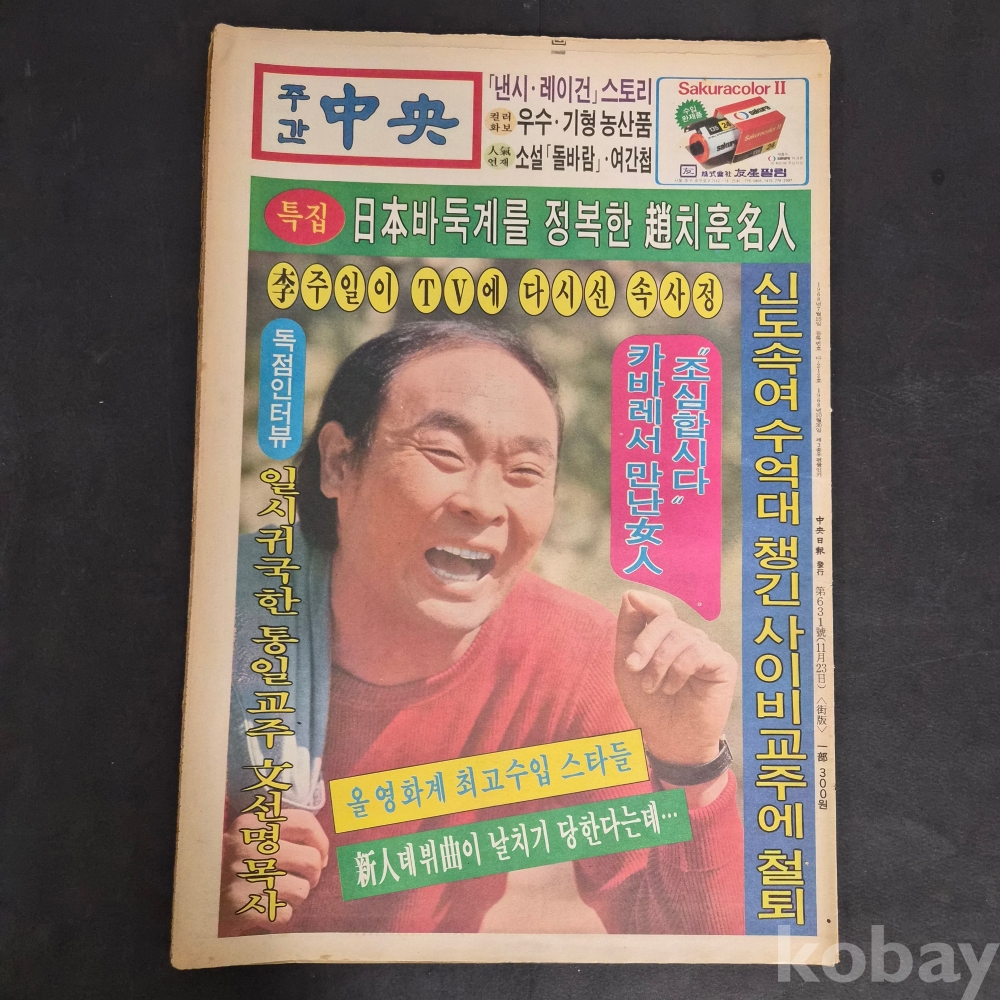 주간 中央
「낸시·레이건」스토리
컬러화보 우수·기형 농산품
人氣연재 소설「돌바람」·여간첩
Sakuracolor II
수입완제품
sakura
Sakuracolor II
株式會社 友星필림
특집 日本바둑계를 정복한 趙치훈名人
李주일이 TV에 다시선 속사정
독점인터뷰
일시귀국한 통일교주 文선명목사
"조심합시다"
카바레서 만난女人
신도속여 수억대 챙긴 사이비교주에 철퇴
올 영화계 최고수입 스타들
新人데뷔曲이 날치기 당한다는데…
中央日報 發行 第631號(11月23日)〈街版〉一部 300원
kobay